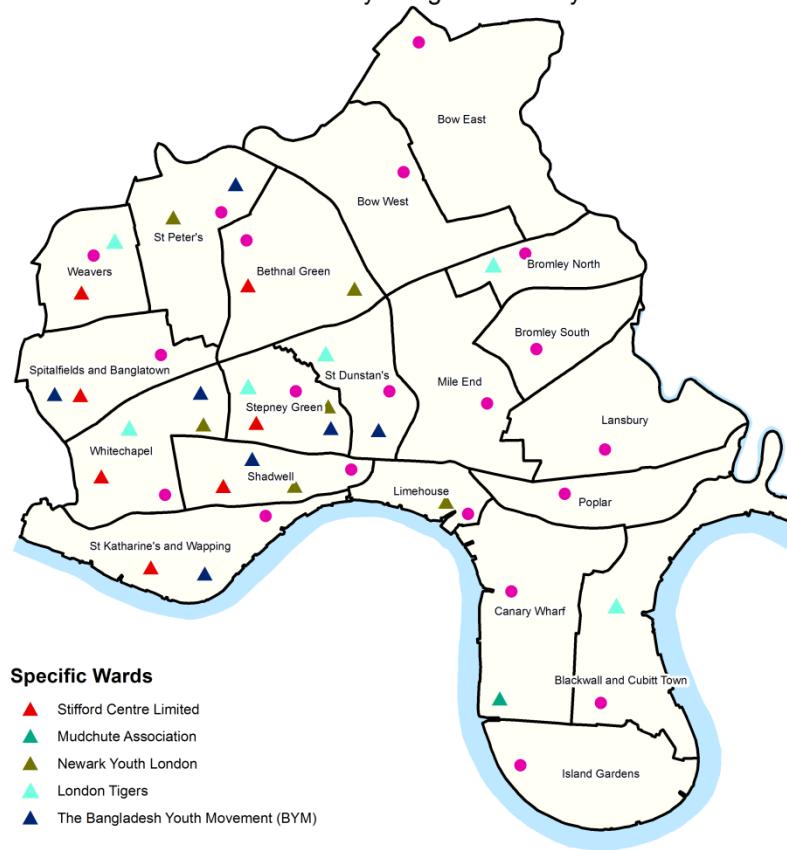 Bow East
Bow West
St Peter's
Weavers
Bethnal Green
Bromley North
Bromley South
Spitalfields and Banglatown
St Dunstan's
Mile End
Stepney Green
Lansbury
Whitechapel
Shadwell
Limehouse
Poplar
St Katharine's and Wapping
Canary Wharf
Blackwall and Cubitt Town
Island Gardens
Specific Wards
Stifford Centre Limited
Mudchute Association
Newark Youth London
London Tigers
The Bangladesh Youth Movement (BYM)